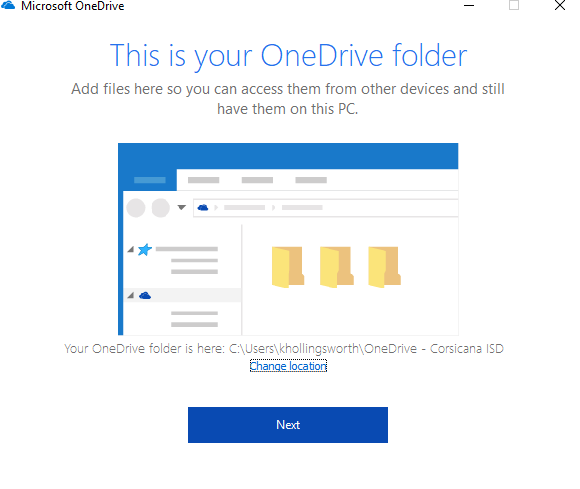 Microsoft OneDrive
This is your OneDrive folder
Add files here so you can access them from other devices and still
have them on this PC.
Your OneDrive folder is here: C:\Users\khollingsworth\OneDrive - Corsicana ISD
Change location
Next